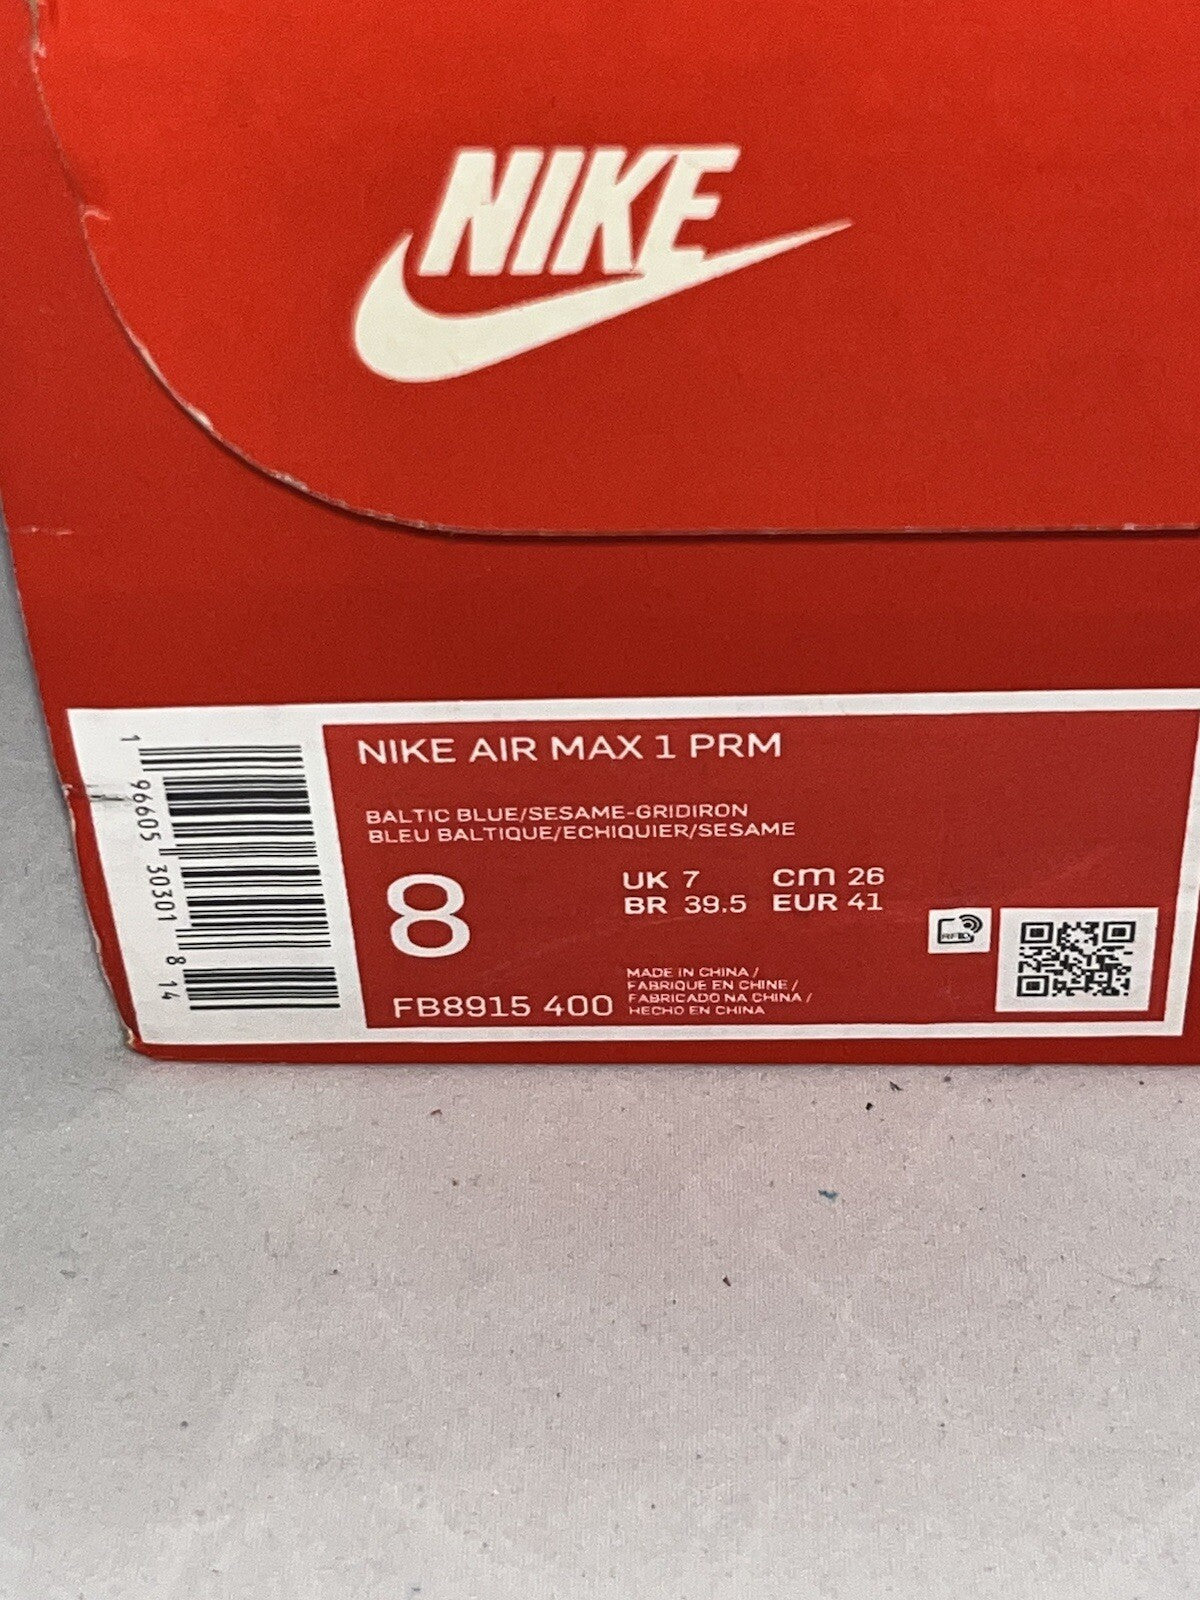 NIKE
NIKE AIR MAX 1 PRM
BALTIC BLUE/SESAME-GRIDIRON
BLEU BALTIQUE/ECHIQUIER/SESAME
8
UK 7 cm 26
BR 39.5 EUR 41
FB8915 400
MADE IN CHINA /
FABRIQUE EN CHINE /
FABRICADO NA CHINA /
HECHO EN CHINA
RFID
1 96605 30301 8 14